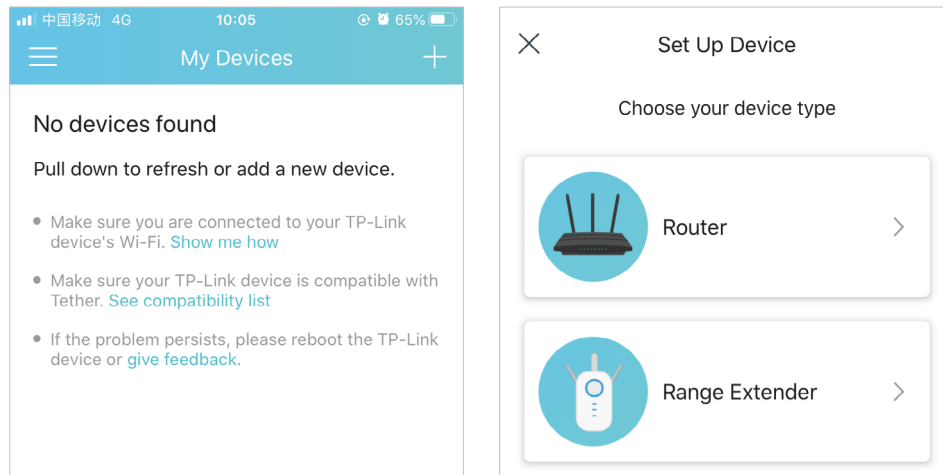 中国移动 4G 10:05 65%
My Devices
No devices found
Pull down to refresh or add a new device.
Make sure you are connected to your TP-Link
device's Wi-Fi. Show me how
Make sure your TP-Link device is compatible with
Tether. See compatibility list
If the problem persists, please reboot the TP-Link
device or give feedback.
Set Up Device
Choose your device type
Router
Range Extender